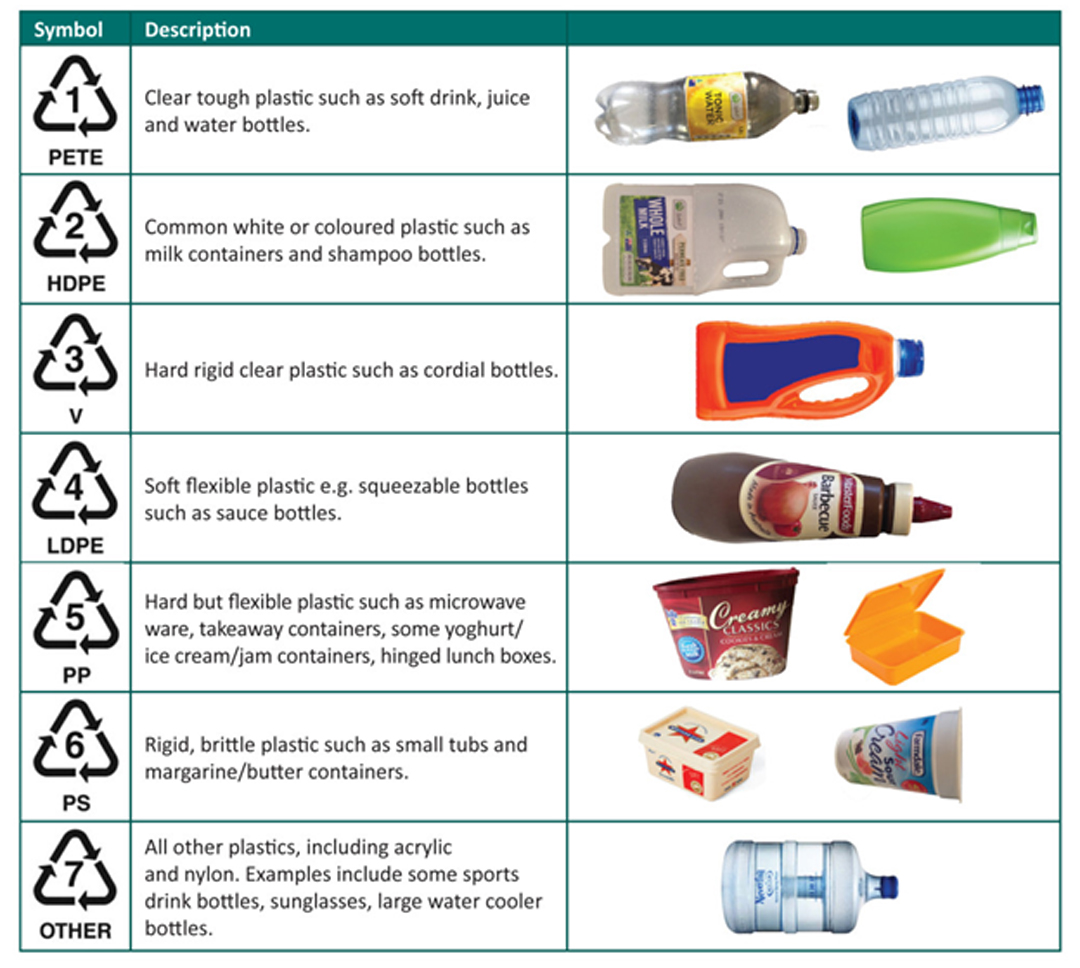 Symbol Description
1
PETE
Clear tough plastic such as soft drink, juice
and water bottles.
TONIC
WATER
2
HDPE
Common white or coloured plastic such as
milk containers and shampoo bottles.
WHOLE
MILK
3
V
Hard rigid clear plastic such as cordial bottles.
4
LDPE
Soft flexible plastic e.g. squeezable bottles
such as sauce bottles.
MasterFoods
Barbecue
SAUCE
5
PP
Hard but flexible plastic such as microwave
ware, takeaway containers, some yoghurt/
ice cream/jam containers, hinged lunch boxes.
Creamy
CLASSICS
COOKIES & CREAM
6
PS
Rigid, brittle plastic such as small tubs and
margarine/butter containers.
Farmdale
Light
Sour
Cream
7
OTHER
All other plastics, including acrylic
and nylon. Examples include some sports
drink bottles, sunglasses, large water cooler
bottles.